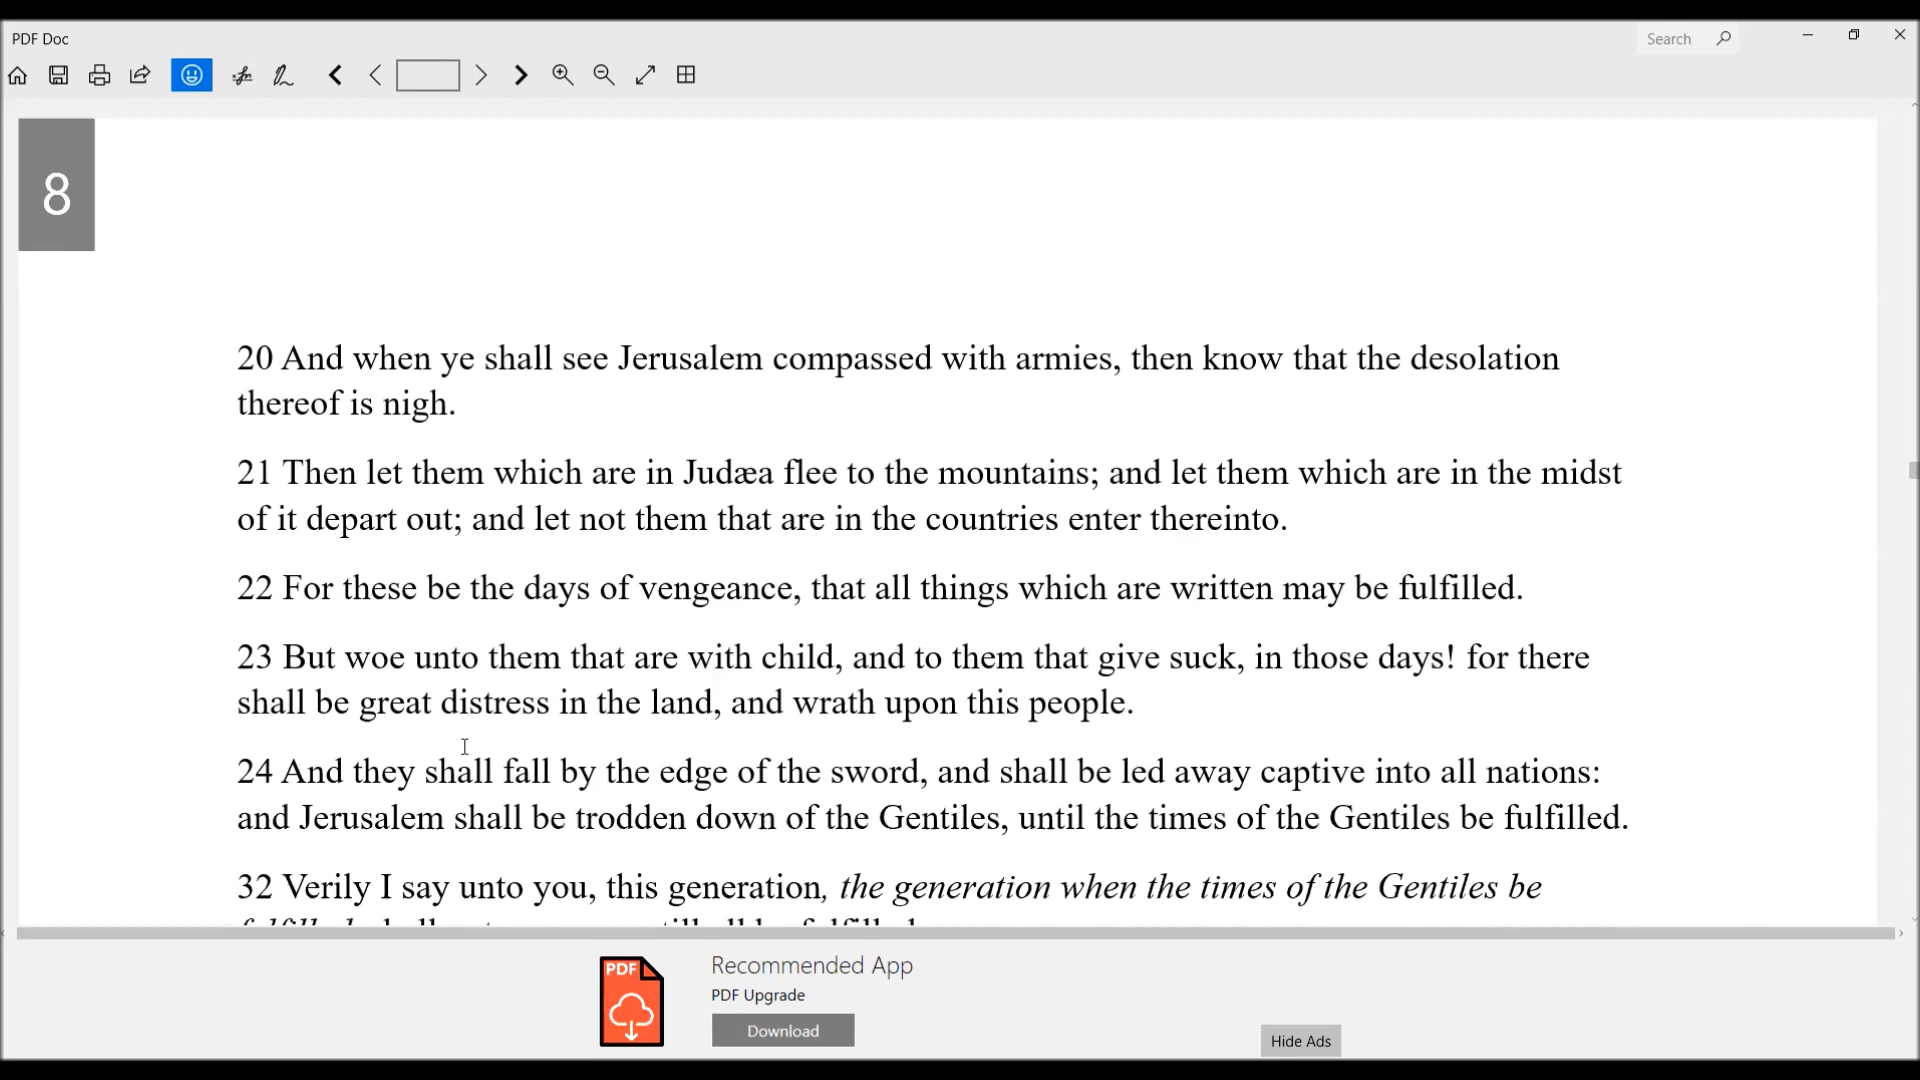 PDF Doc
Search
8
20 And when ye shall see Jerusalem compassed with armies, then know that the desolation
thereof is nigh.
21 Then let them which are in Judæa flee to the mountains; and let them which are in the midst
of it depart out; and let not them that are in the countries enter thereinto.
22 For these be the days of vengeance, that all things which are written may be fulfilled.
23 But woe unto them that are with child, and to them that give suck, in those days! for there
shall be great distress in the land, and wrath upon this people.
24 And they shall fall by the edge of the sword, and shall be led away captive into all nations:
and Jerusalem shall be trodden down of the Gentiles, until the times of the Gentiles be fulfilled.
32 Verily I say unto you, this generation, the generation when the times of the Gentiles be
PDF
Recommended App
PDF Upgrade
Download
Hide Ads